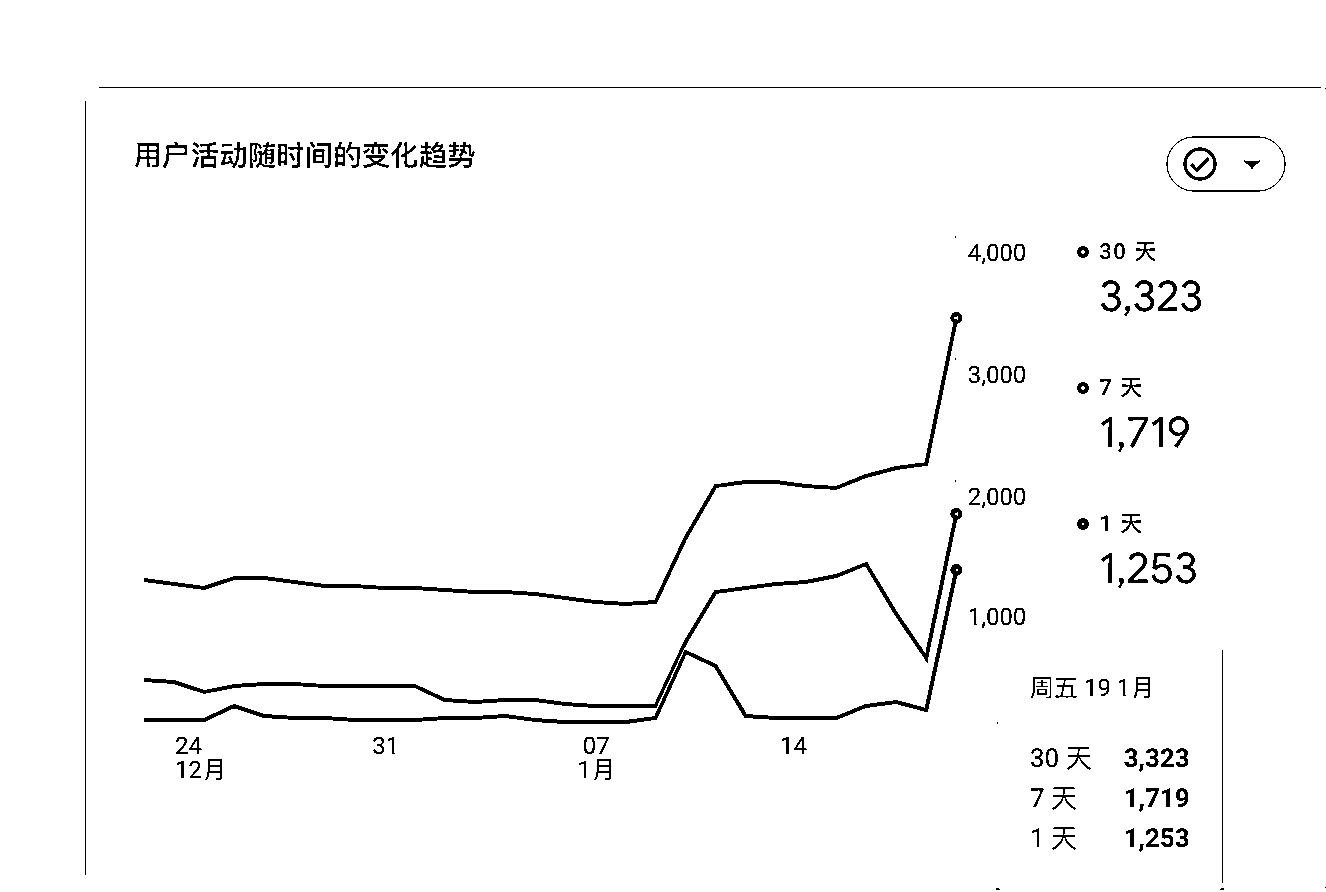 用户活动随时间的变化趋势
4,000
30 天
3,323
3,000
7 天
1,719
2,000
1 天
1,253
1,000
周五 19 1月
24
12月
31
07
1月
14
30 天 3,323
7 天 1,719
1 天 1,253